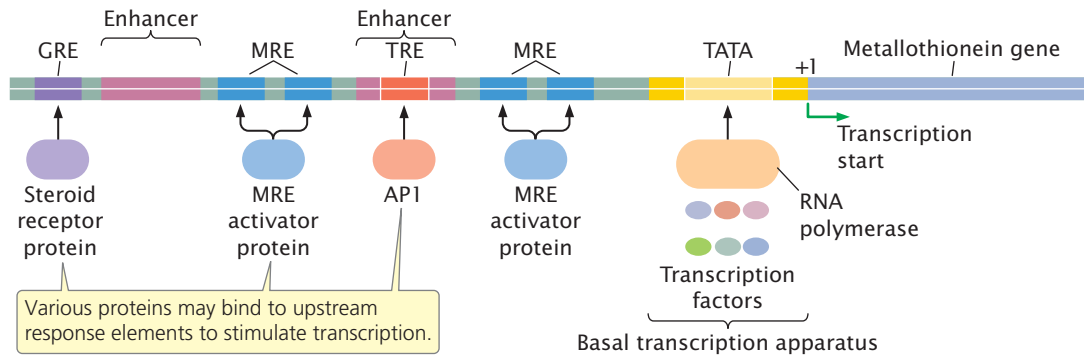 Enhancer
Enhancer
GRE
MRE
TRE
MRE
TATA
+1
Metallothionein gene
Transcription
start
Steroid
receptor
protein
MRE
activator
protein
AP1
MRE
activator
protein
RNA
polymerase
Transcription
factors
Basal transcription apparatus
Various proteins may bind to upstream
response elements to stimulate transcription.